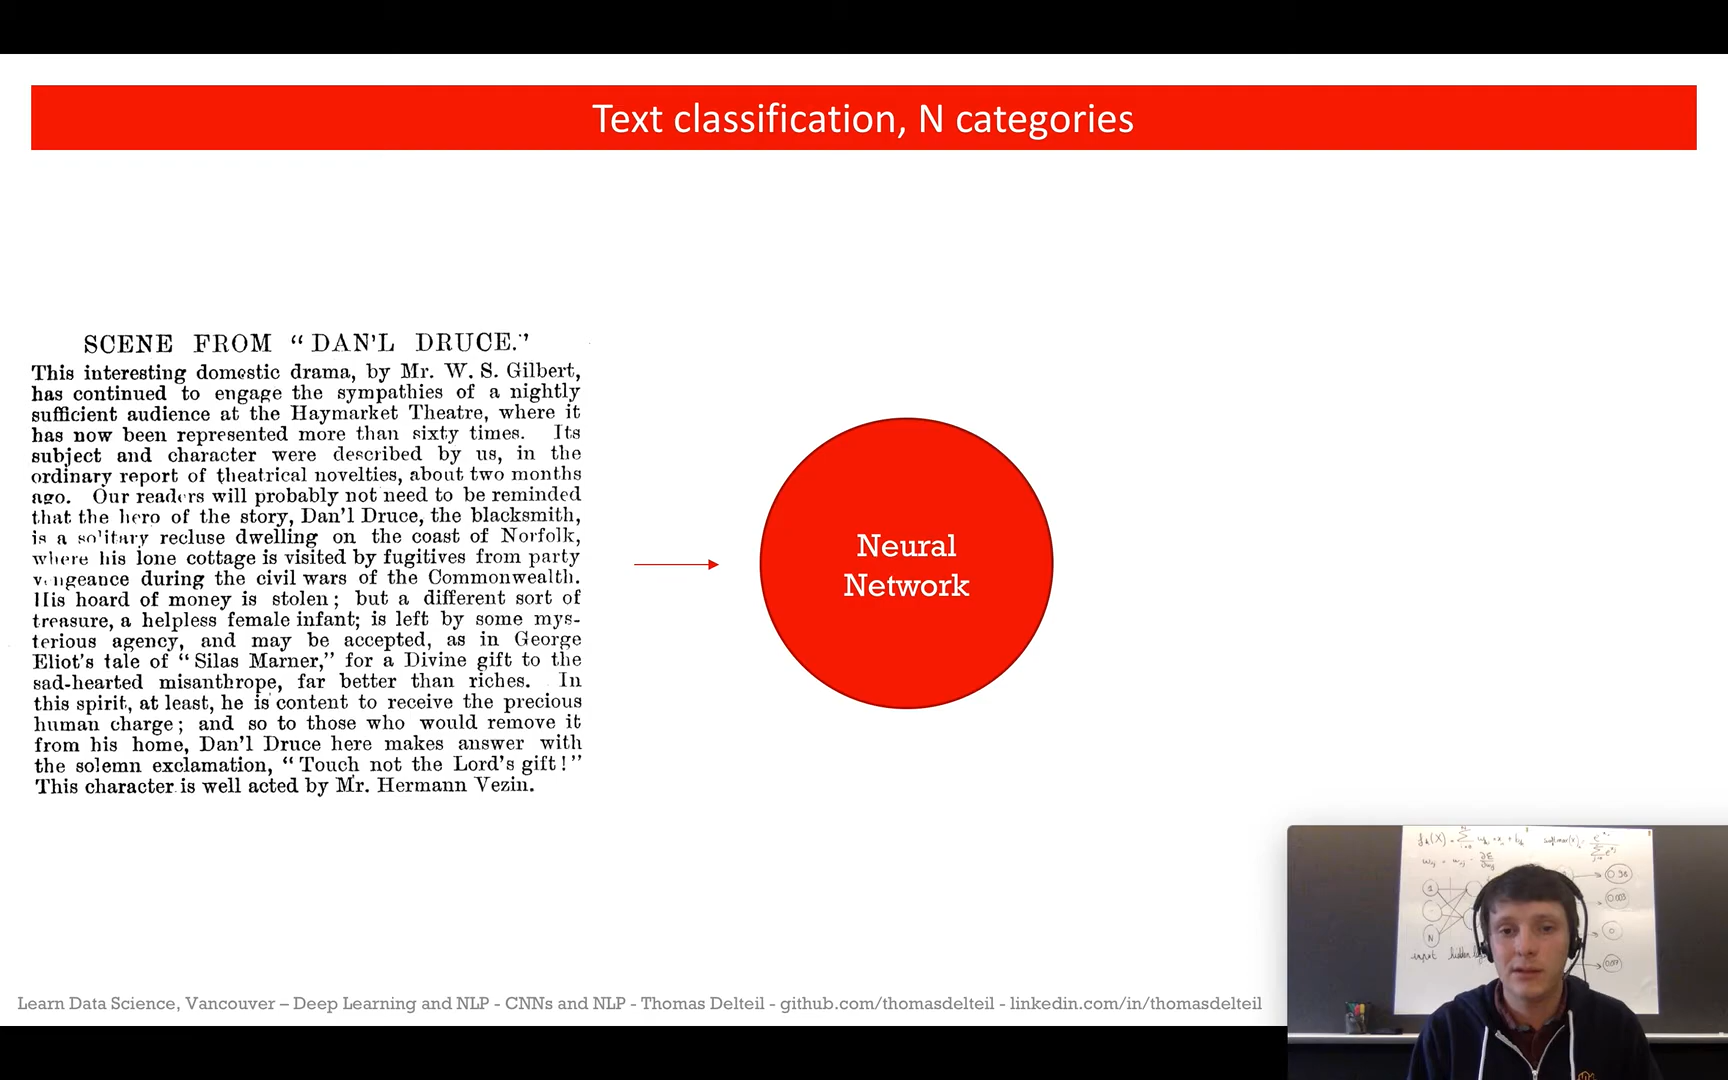 Text classification, N categories
SCENE FROM “DAN’L DRUCE.”
This interesting domestic drama, by Mr. W. S. Gilbert,
has continued to engage the sympathies of a nightly
sufficient audience at the Haymarket Theatre, where it
has now been represented more than sixty times. Its
subject and character were described by us, in the
ordinary report of theatrical novelties, about two months
ago. Our readers will probably not need to be reminded
that the hero of the story, Dan’l Druce, the blacksmith,
is a solitary recluse dwelling on the coast of Norfolk,
where his lone cottage is visited by fugitives from party
vengeance during the civil wars of the Commonwealth.
His hoard of money is stolen; but a different sort of
treasure, a helpless female infant; is left by some mys-
terious agency, and may be accepted, as in George
Eliot’s tale of “Silas Marner,” for a Divine gift to the
sad-hearted misanthrope, far better than riches. In
this spirit, at least, he is content to receive the precious
human charge; and so to those who would remove it
from his home, Dan’l Druce here makes answer with
the solemn exclamation, “Touch not the Lord’s gift!”
This character is well acted by Mr. Hermann Vezin.
Neural
Network
input hidden
N
0
Learn Data Science, Vancouver – Deep Learning and NLP - CNNs and NLP - Thomas Delteil - github.com/thomasdelteil - linkedin.com/in/thomasdelteil